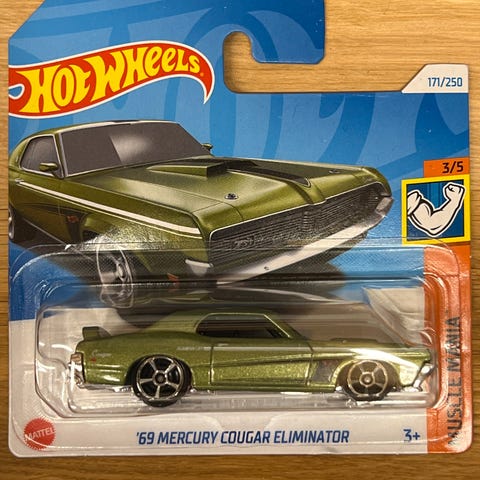 HOT WHEELS
171/250
3/5
MUSCLE MANIA
MATTEL
'69 MERCURY COUGAR ELIMINATOR
3+